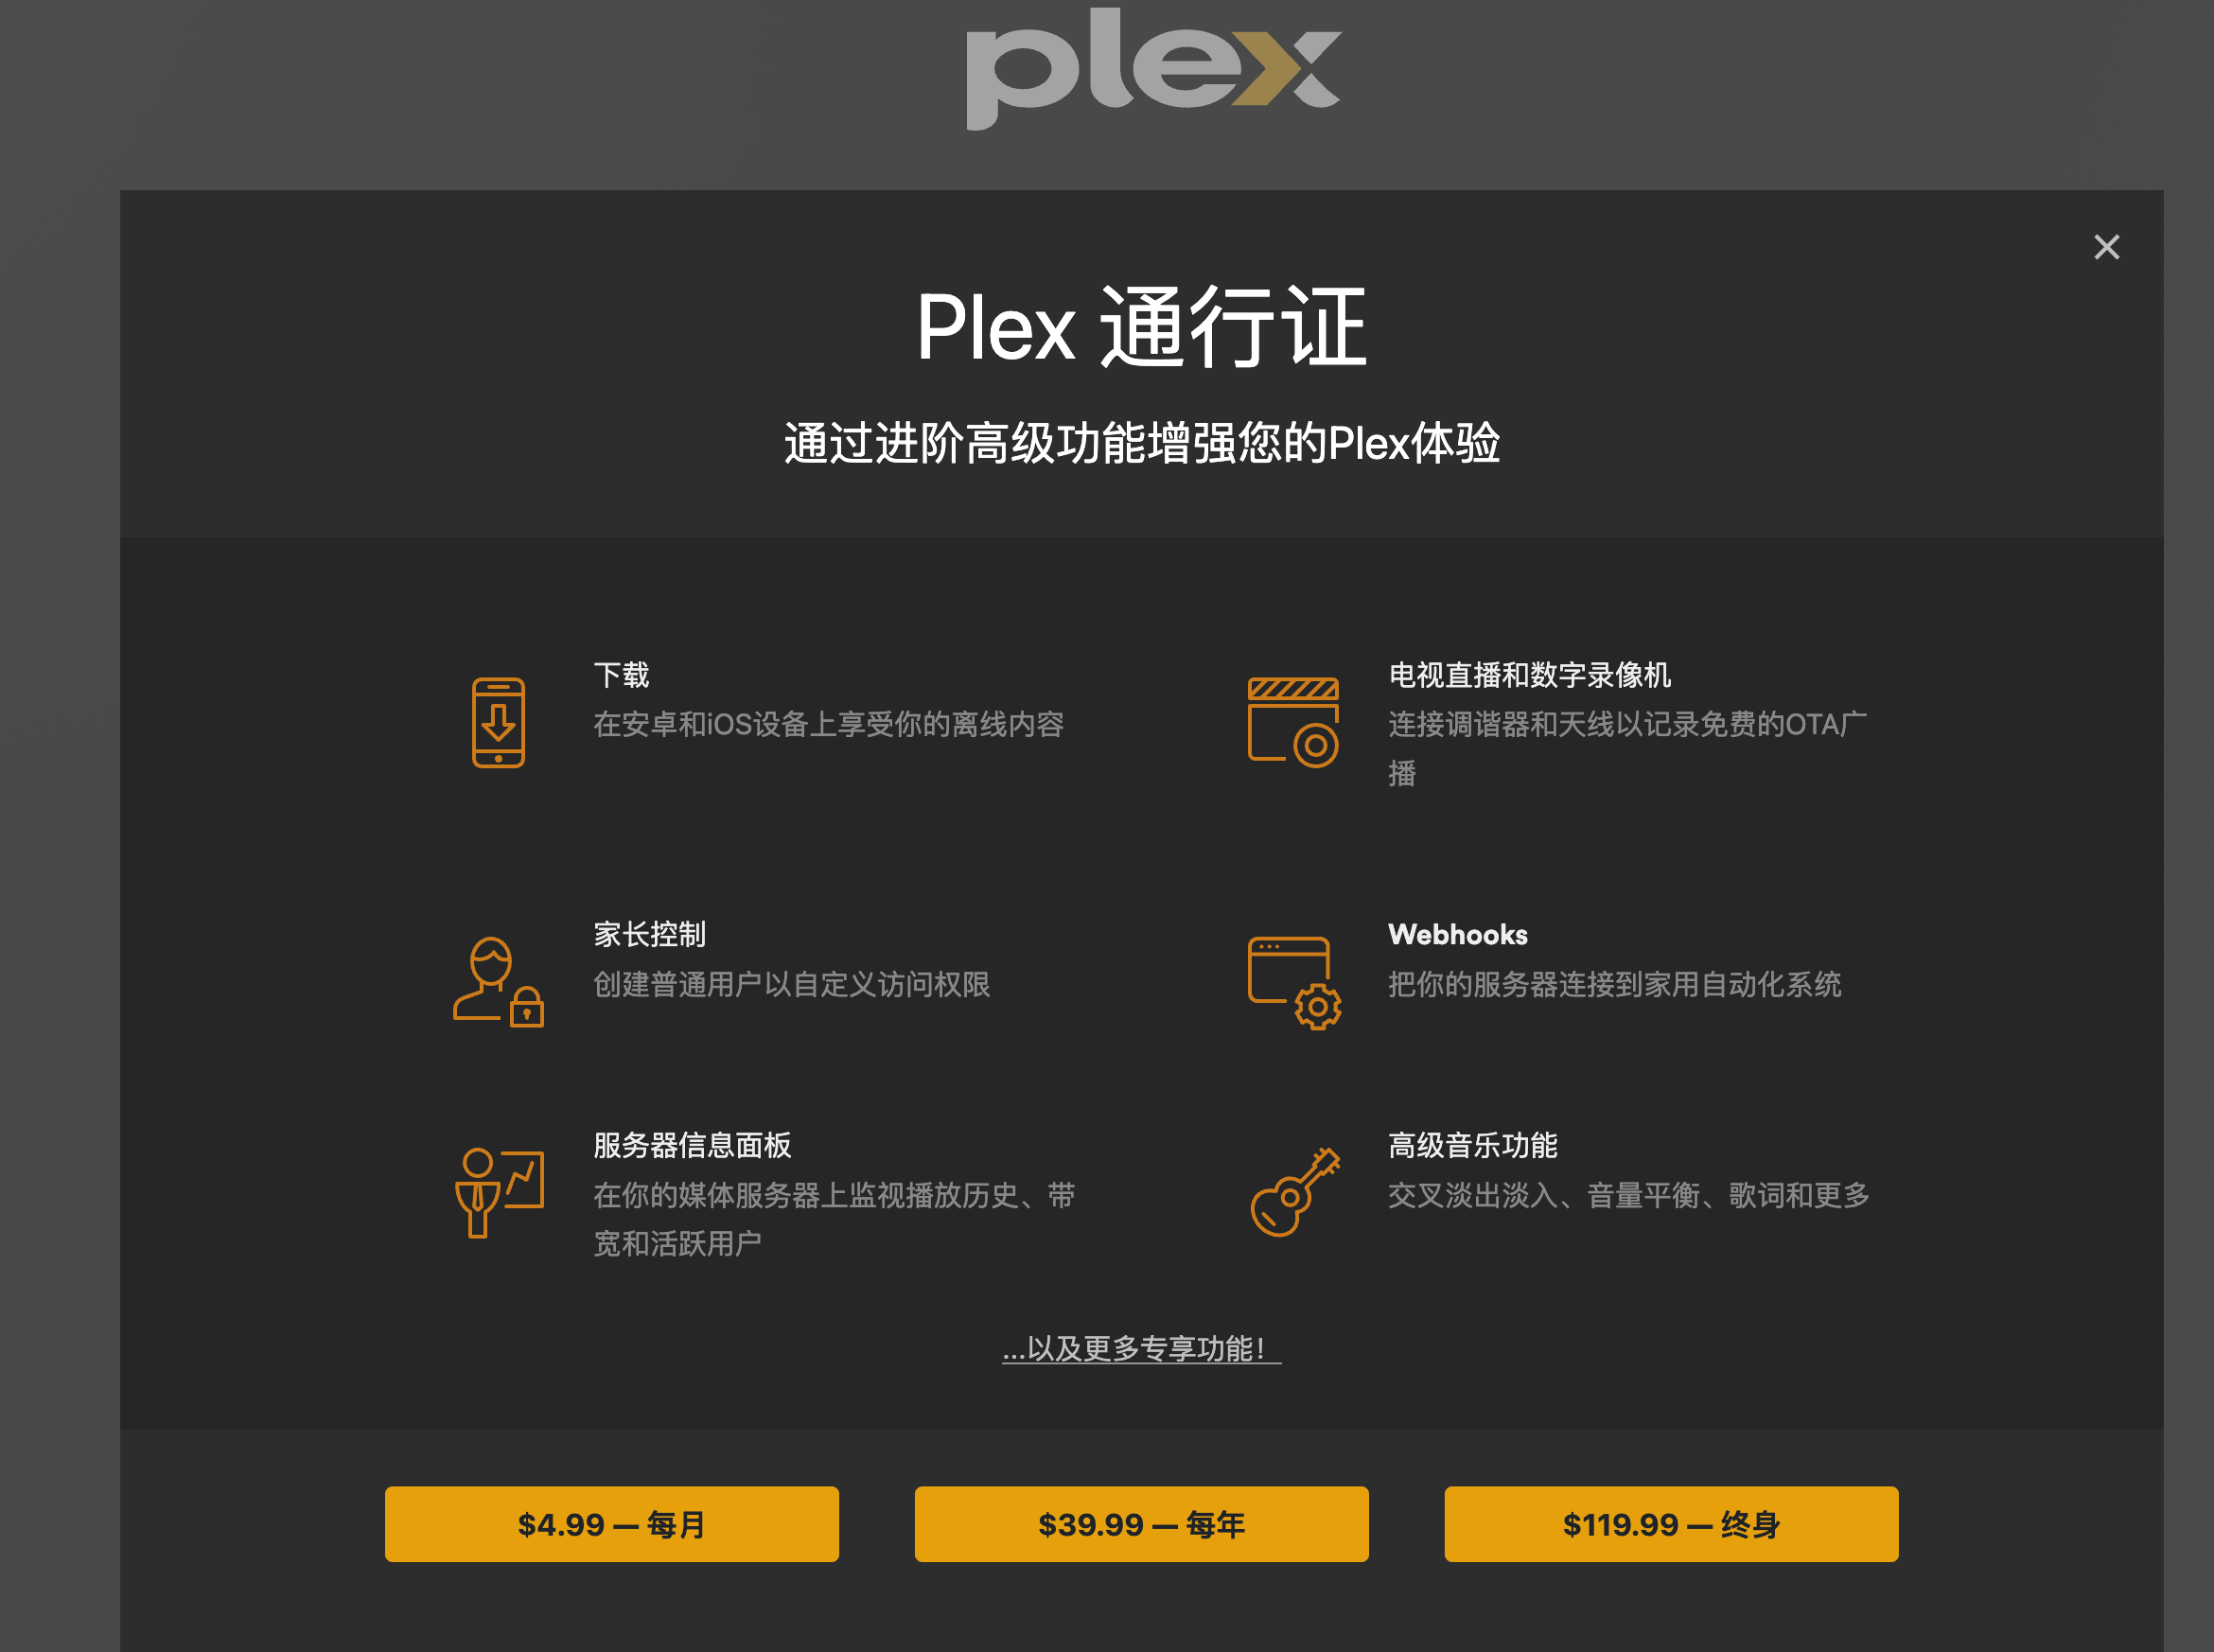 plex
Plex 通行证
通过进阶高级功能增强您的Plex体验
下载
在安卓和iOS设备上享受你的离线内容
电视直播和数字录像机
连接调谐器和天线以记录免费的OTA广
播
家长控制
创建普通用户以自定义访问权限
Webhooks
把你的服务器连接到家用自动化系统
服务器信息面板
在你的媒体服务器上监视播放历史、带
宽和活跃用户
高级音乐功能
交叉淡出淡入、音量平衡、歌词和更多
...以及更多专享功能！
$4.99 — 每月
$39.99 — 每年
$119.99 — 终身